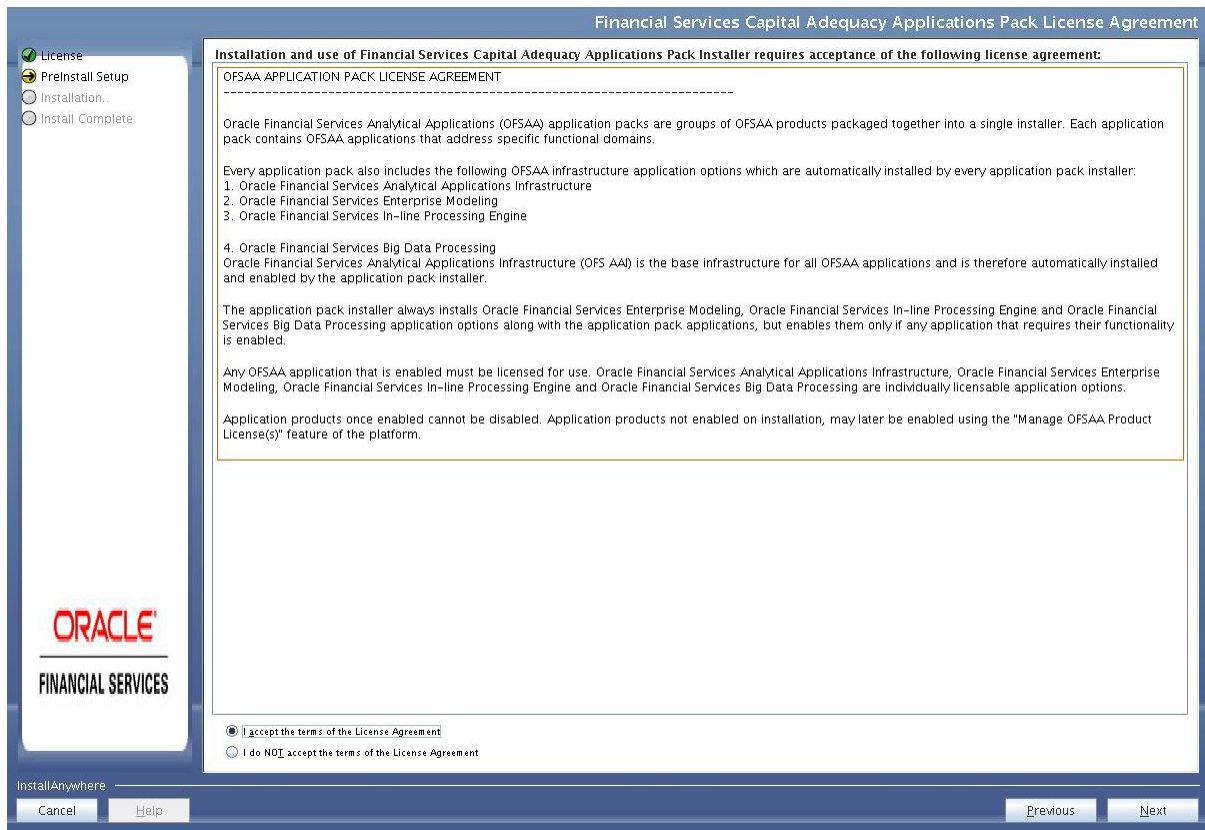 Financial Services Capital Adequacy Applications Pack License Agreement
License
PreInstall Setup
Installation..
Install Complete
Installation and use of Financial Services Capital Adequacy Applications Pack Installer requires acceptance of the following license agreement:
OFSAA APPLICATION PACK LICENSE AGREEMENT
-------------------------------------------------------------------------
Oracle Financial Services Analytical Applications (OFSAA) application packs are groups of OFSAA products packaged together into a single installer. Each application
pack contains OFSAA applications that address specific functional domains.
Every application pack also includes the following OFSAA infrastructure application options which are automatically installed by every application pack installer:
1. Oracle Financial Services Analytical Applications Infrastructure
2. Oracle Financial Services Enterprise Modeling
3. Oracle Financial Services In-line Processing Engine
4. Oracle Financial Services Big Data Processing
Oracle Financial Services Analytical Applications Infrastructure (OFS AAI) is the base infrastructure for all OFSAA applications and is therefore automatically installed
and enabled by the application pack installer.
The application pack installer always installs Oracle Financial Services Enterprise Modeling, Oracle Financial Services In-line Processing Engine and Oracle Financial
Services Big Data Processing application options along with the application pack applications, but enables them only if any application that requires their functionality
is enabled.
Any OFSAA application that is enabled must be licensed for use. Oracle Financial Services Analytical Applications Infrastructure, Oracle Financial Services Enterprise
Modeling, Oracle Financial Services In-line Processing Engine and Oracle Financial Services Big Data Processing are individually licensable application options.
Application products once enabled cannot be disabled. Application products not enabled on installation, may later be enabled using the "Manage OFSAA Product
License(s)" feature of the platform.
ORACLE
FINANCIAL SERVICES
I accept the terms of the License Agreement
I do NOT accept the terms of the License Agreement
InstallAnywhere
Cancel
Help
Previous
Next